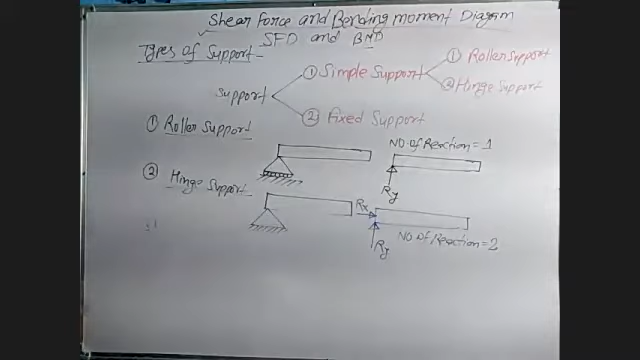 Shear force and Bending moment Diagram
SFD and BMD
Types of Support -
Support
① Simple Support
① Roller Support
② Hinge Support
② Fixed Support
① Roller Support
NO. of Reaction = 1
Ry
② Hinge Support
Rx
Ry
NO. of Reaction = 2